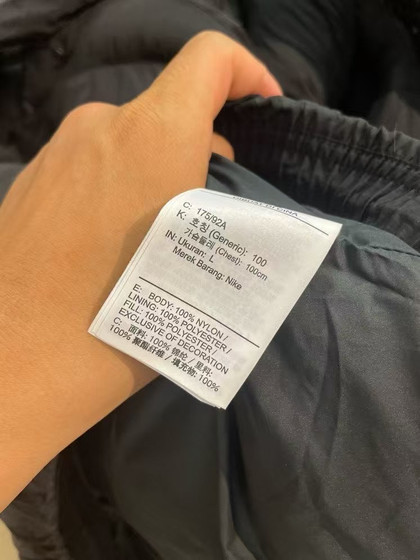 C: 175/92A
K: 호칭 (Generic): 100
가슴둘레 (Chest): 100cm
IN: Ukuran: L
Merek Barang: Nike
E: BODY: 100% NYLON /
LINING: 100% POLYESTER /
FILL: 100% POLYESTER /
EXCLUSIVE OF DECORATION
C: 面料: 100% 锦纶 / 里料:
100% 聚酯纤维 / 填充物: 100%